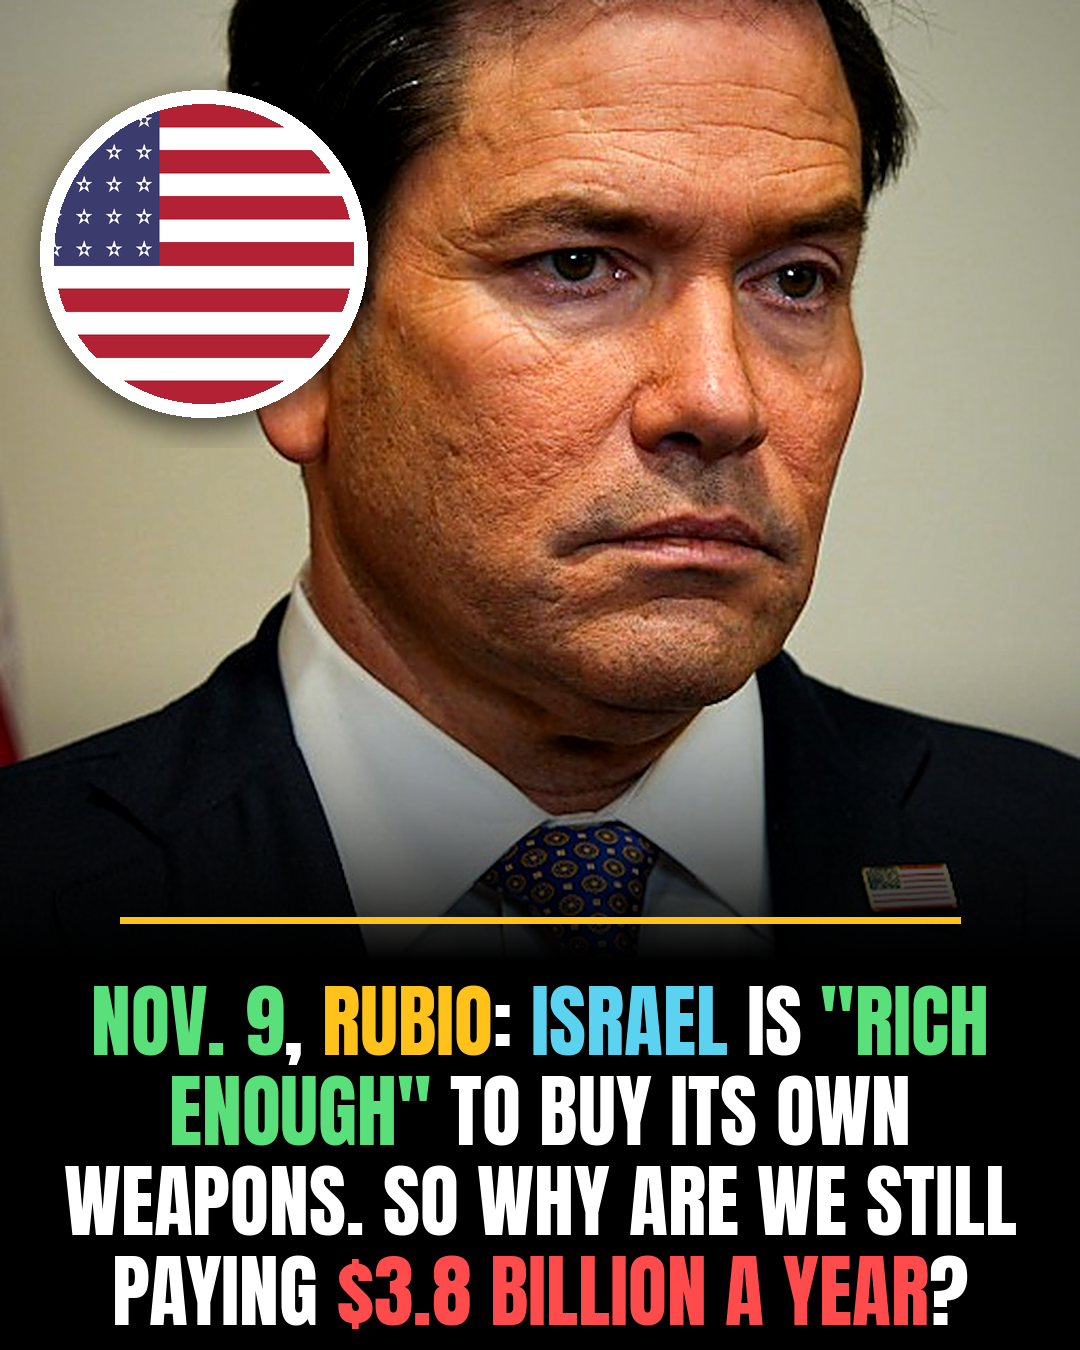 NOV. 9, RUBIO: ISRAEL IS "RICH
ENOUGH" TO BUY ITS OWN
WEAPONS. SO WHY ARE WE STILL
PAYING $3.8 BILLION A YEAR?